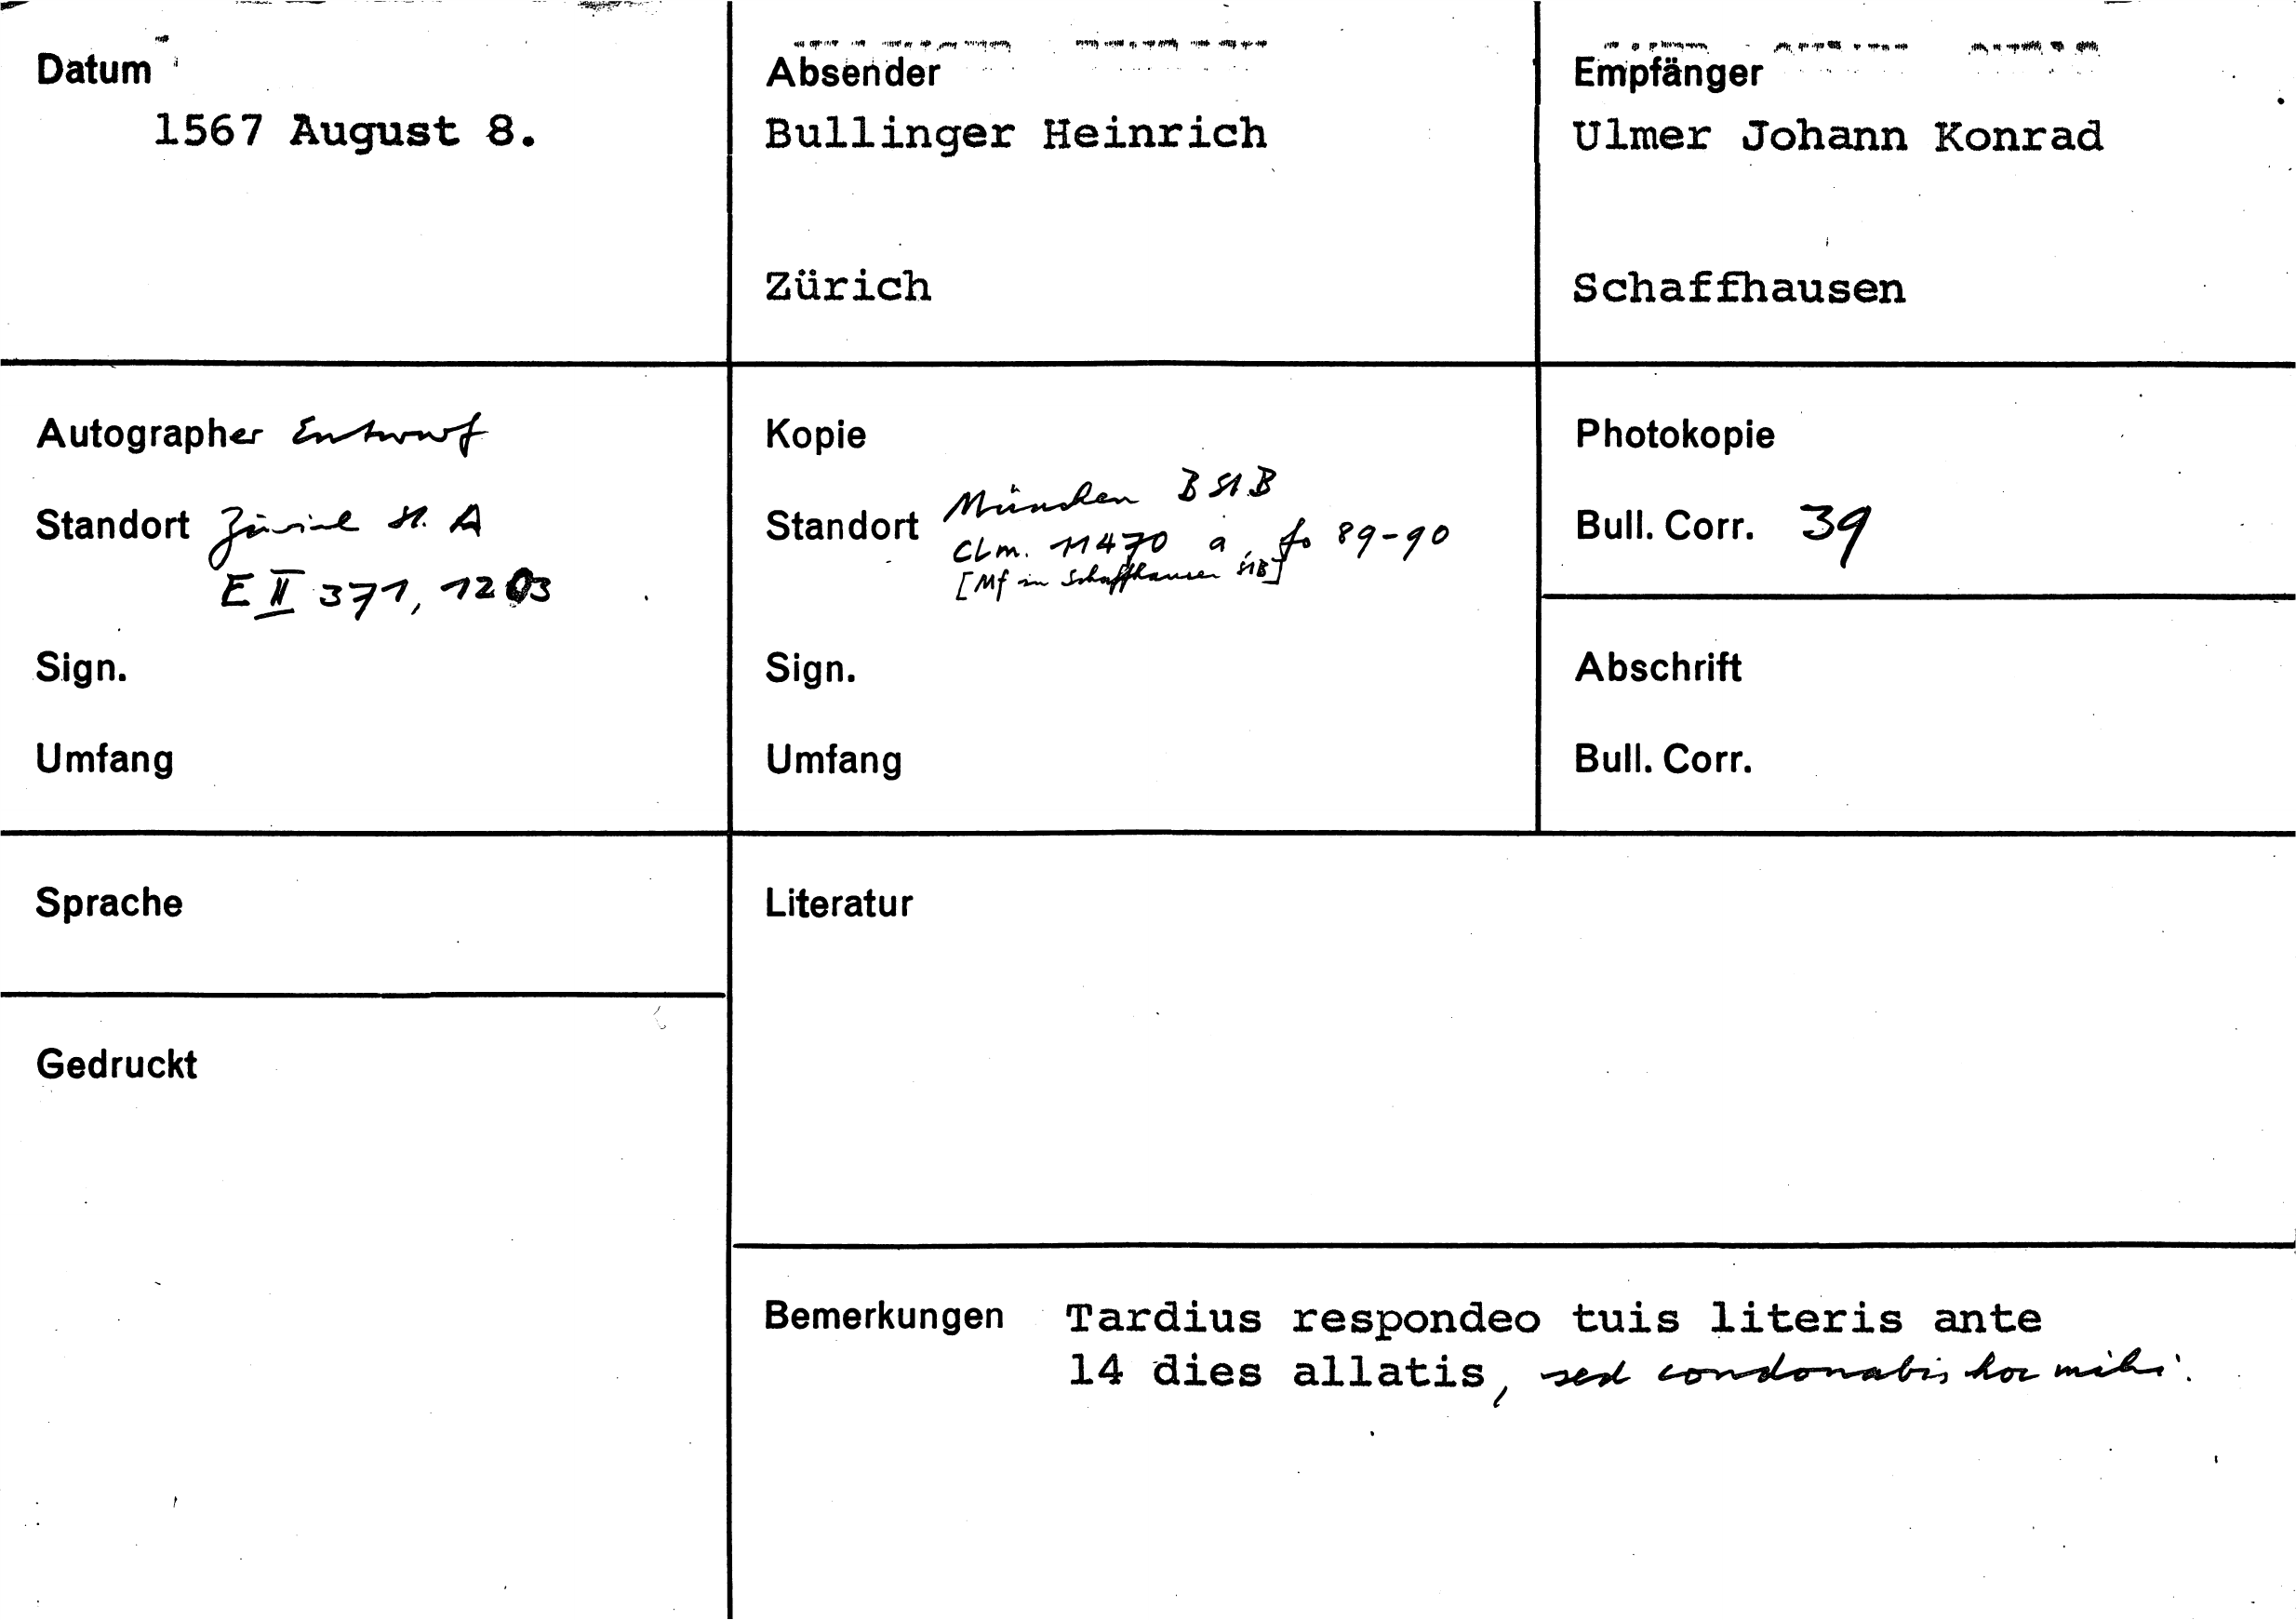 Datum
1567 August 8.
Absender
Bullinger Heinrich
Zürich
Empfänger
Ulmer Johann Konrad
Schaffhausen
Autographer Entwurf
Standort Zürich St. A
E II 371, 1203
Sign.
Umfang
Kopie
Standort München BStB
Clm. 11470 a, fo 89-90
[Mf in Schaffhausen StB]
Sign.
Umfang
Photokopie
Bull. Corr. 39
Abschrift
Bull. Corr.
Sprache
Literatur
Gedruckt
Bemerkungen Tardius respondeo tuis literis ante
14 dies allatis, sed condonabis hoc mihi.